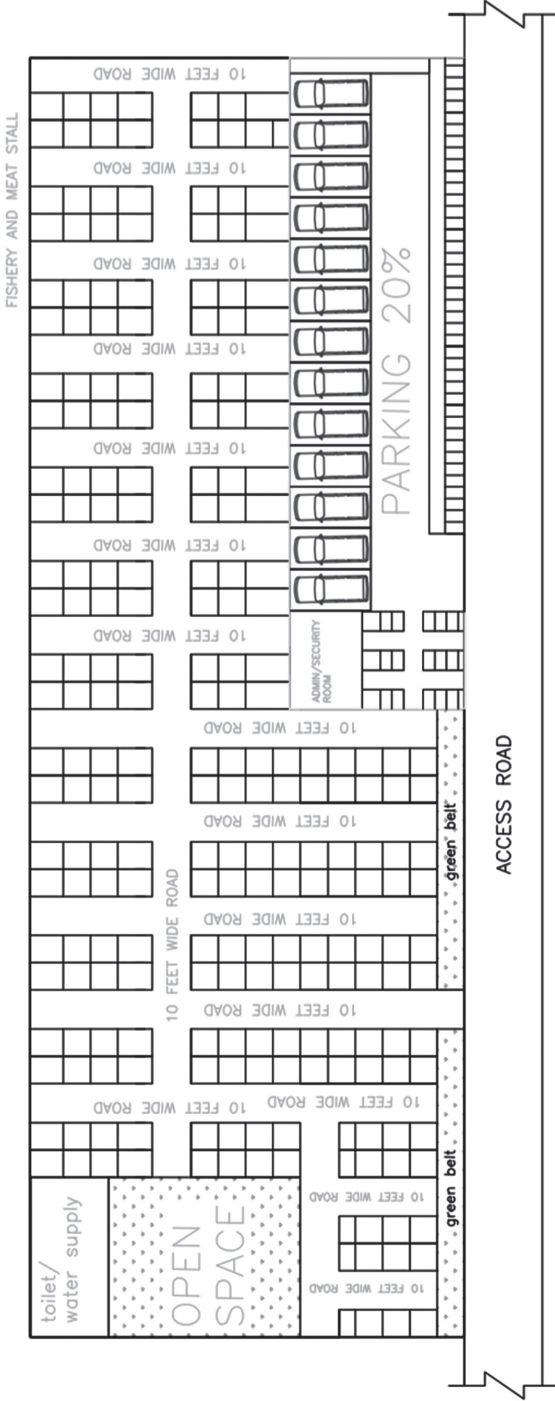 FISHERY AND MEAT STALL
10 FEET WIDE ROAD
10 FEET WIDE ROAD
10 FEET WIDE ROAD
10 FEET WIDE ROAD
10 FEET WIDE ROAD
10 FEET WIDE ROAD
10 FEET WIDE ROAD
PARKING 20%
ADMIN/SECURITY
ROOM
10 FEET WIDE ROAD
10 FEET WIDE ROAD
10 FEET WIDE ROAD
10 FEET WIDE ROAD
10 FEET WIDE ROAD
green belt
ACCESS ROAD
10 FEET WIDE ROAD
10 FEET WIDE ROAD
10 FEET WIDE ROAD
10 FEET WIDE ROAD
green belt
toilet/
water supply
OPEN
SPACE